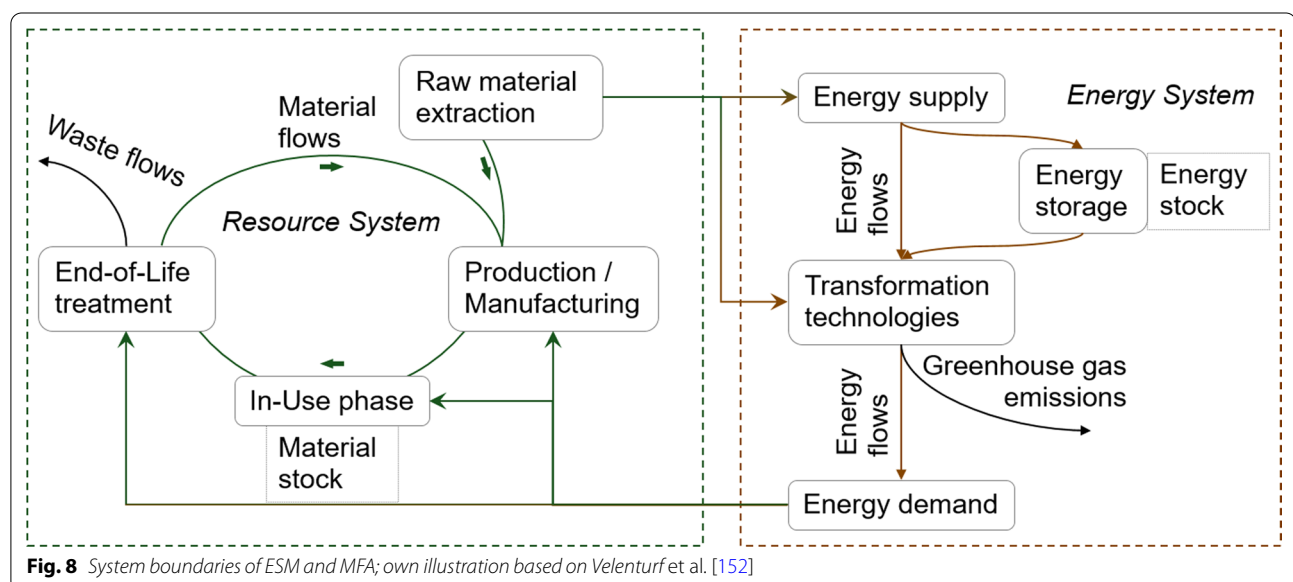 Raw material
extraction
Material
flows
Waste flows
Resource System
End-of-Life
treatment
Production /
Manufacturing
In-Use phase
Material
stock
Energy supply
Energy System
Energy
flows
Energy
storage
Energy
stock
Transformation
technologies
Greenhouse gas
emissions
Energy
flows
Energy demand
Fig. 8 System boundaries of ESM and MFA; own illustration based on Velenturf et al. [152]